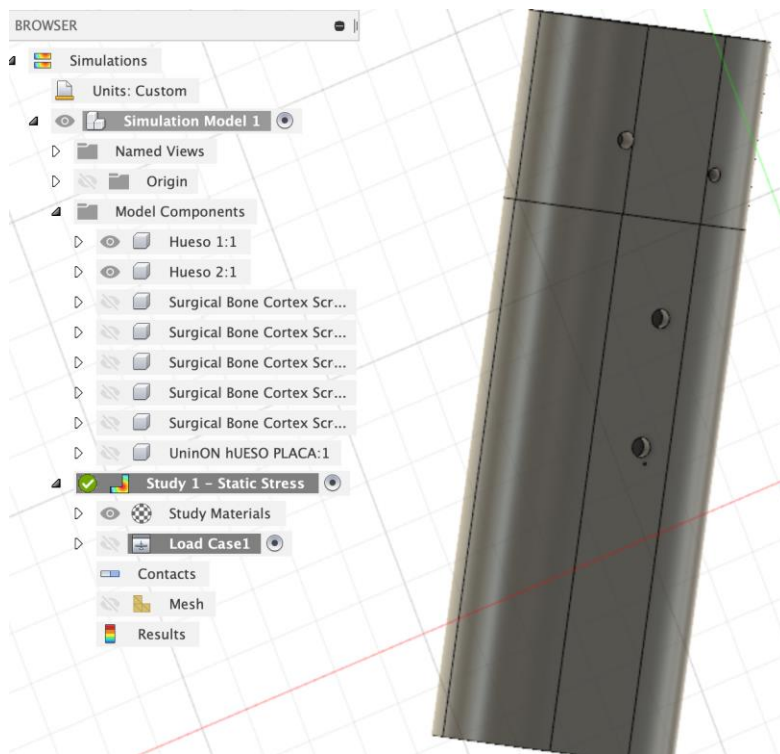 BROWSER
Simulations
Units: Custom
Simulation Model 1
Named Views
Origin
Model Components
Hueso 1:1
Hueso 2:1
Surgical Bone Cortex Scr...
Surgical Bone Cortex Scr...
Surgical Bone Cortex Scr...
Surgical Bone Cortex Scr...
Surgical Bone Cortex Scr...
UninON hUESO PLACA:1
Study 1 - Static Stress
Study Materials
Load Case1
Contacts
Mesh
Results